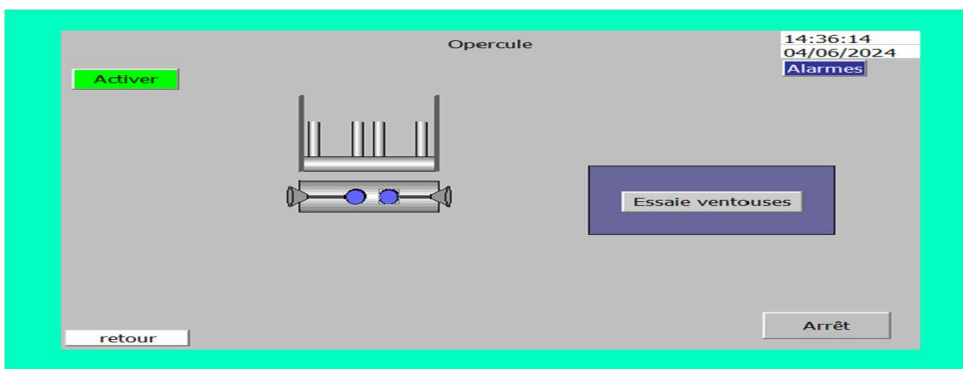 Opercule
14:36:14
04/06/2024
Alarmes
Activer
Essaie ventouses
Arrêt
retour